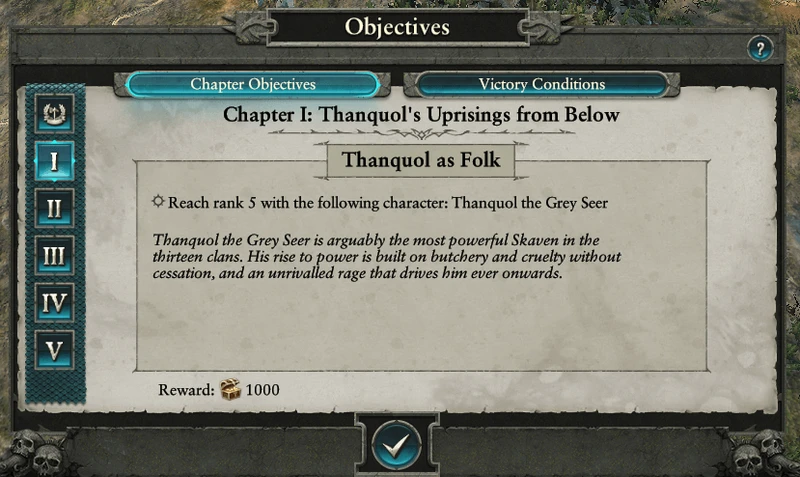 Objectives
?
Chapter Objectives
Victory Conditions
Chapter I: Thanquol's Uprisings from Below
Thanquol as Folk
I
II
III
IV
V
Reach rank 5 with the following character: Thanquol the Grey Seer
Thanquol the Grey Seer is arguably the most powerful Skaven in the
thirteen clans. His rise to power is built on butchery and cruelty without
cessation, and an unrivalled rage that drives him ever onwards.
Reward: 1000